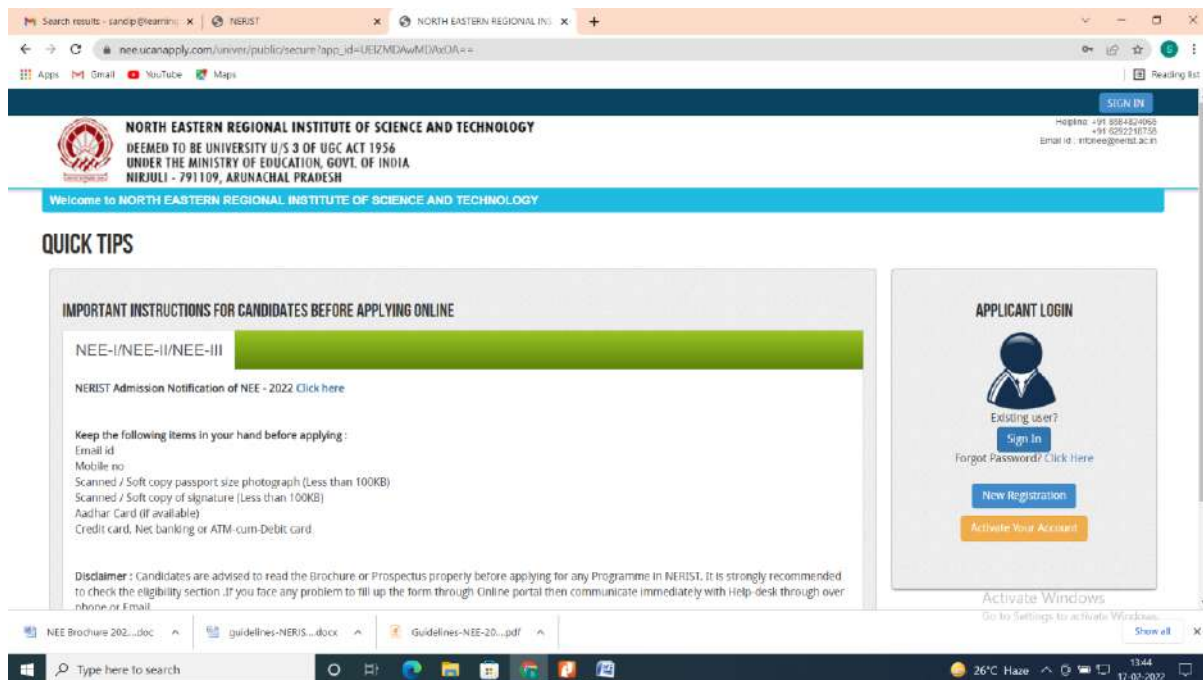 Search results - sandip@learning
NERIST
NORTH EASTERN REGIONAL INS
nee.ucanapply.com/univer/public/secure?app_id=UElZMDAwMDAxOA==
Apps
Gmail
YouTube
Maps
Reading list
SIGN IN
NORTH EASTERN REGIONAL INSTITUTE OF SCIENCE AND TECHNOLOGY
DEEMED TO BE UNIVERSITY U/S 3 OF UGC ACT 1956
UNDER THE MINISTRY OF EDUCATION, GOVT. OF INDIA
NIRJULI - 791109, ARUNACHAL PRADESH
Helpline: +91
+91
Email Id :
Welcome to NORTH EASTERN REGIONAL INSTITUTE OF SCIENCE AND TECHNOLOGY
QUICK TIPS
IMPORTANT INSTRUCTIONS FOR CANDIDATES BEFORE APPLYING ONLINE
NEE-I/NEE-II/NEE-III
NERIST Admission Notification of NEE - 2022 Click here
Keep the following items in your hand before applying :
Email id
Mobile no
Scanned / Soft copy passport size photograph (Less than 100KB)
Scanned / Soft copy of signature (Less than 100KB)
Aadhar Card (if available)
Credit card, Net banking or ATM-cum-Debit card.
Disclaimer : Candidates are advised to read the Brochure or Prospectus properly before applying for any Programme in NERIST. It is strongly recommended
to check the eligibility section .If you face any problem to fill up the form through Online portal then communicate immediately with Help-desk through over
phone or Email
APPLICANT LOGIN
Existing user?
Sign In
Forgot Password? Click Here
New Registration
Activate Your Account
Activate Windows
Go to Settings to activate Windows.
NEE Brochure 202...doc
guidelines-NERIS...docx
Guidelines-NEE-20...pdf
Show all
Type here to search
26°C Haze
13:44
17-02-2022